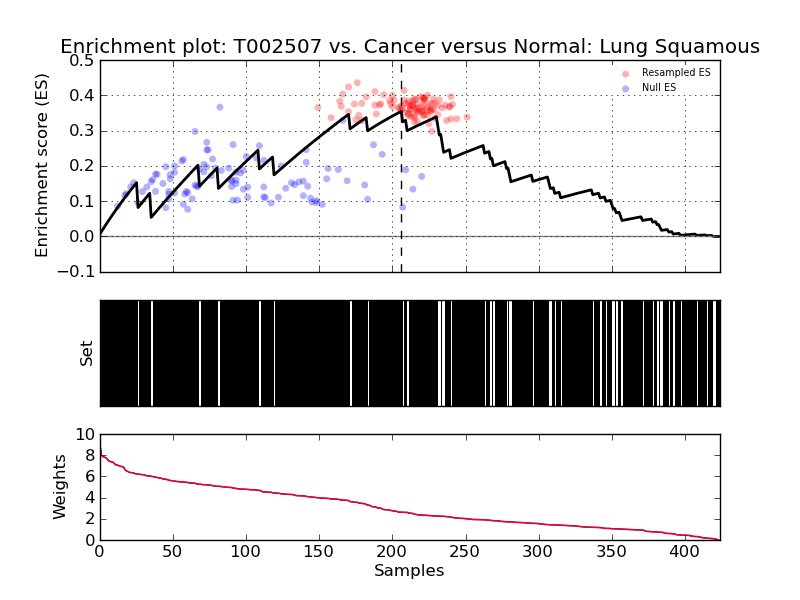 Enrichment plot: T002507 vs. Cancer versus Normal: Lung Squamous
0.5
0.4
0.3
0.2
0.1
0.0
−0.1
Enrichment score (ES)
Resampled ES
Null ES
Set
10
8
6
4
2
0
Weights
0 50 100 150 200 250 300 350 400
Samples